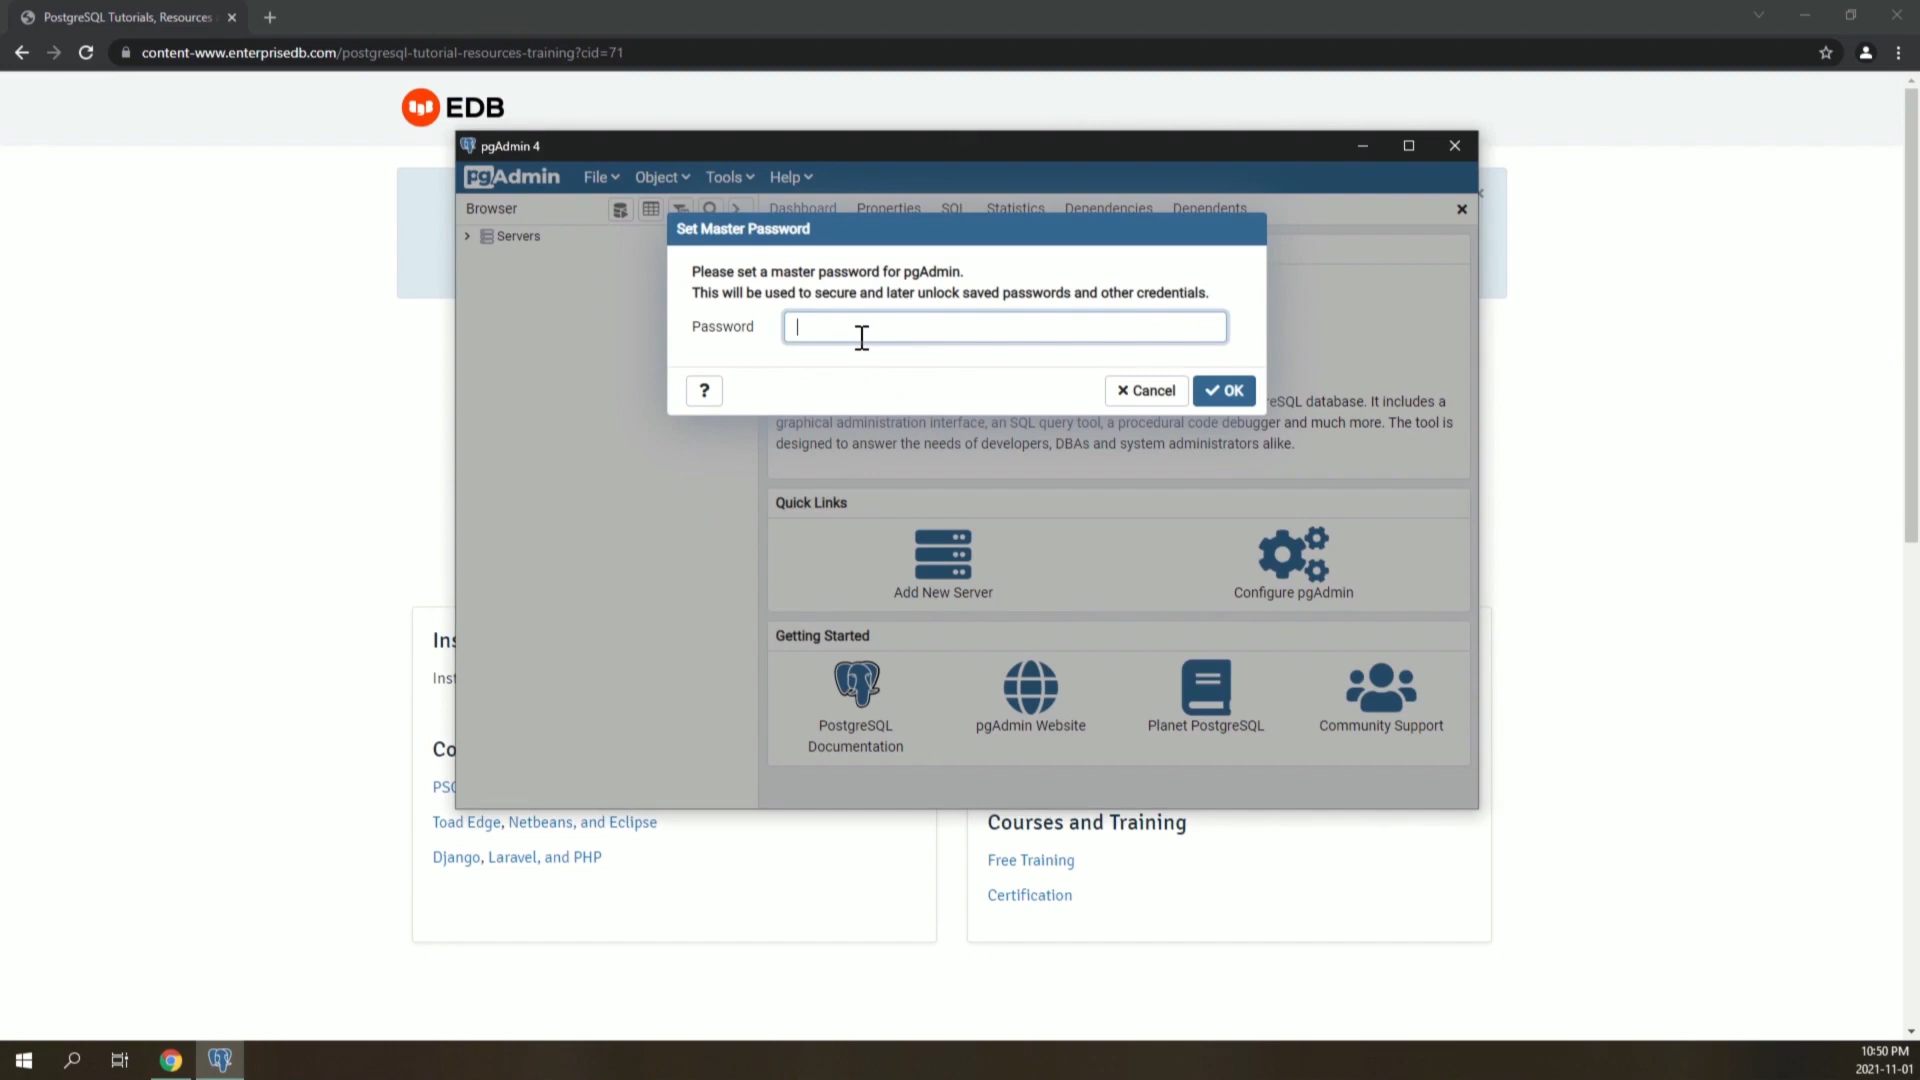 PostgreSQL Tutorials, Resources
content-www.enterprisedb.com/postgresql-tutorial-resources-training?cid=71
EDB
pgAdmin 4
pgAdmin File Object Tools Help
Browser Dashboard Properties SQL Statistics Dependencies Dependents
Servers
Set Master Password
Please set a master password for pgAdmin.
This will be used to secure and later unlock saved passwords and other credentials.
Password
? Cancel OK
reSQL database. It includes a
graphical administration interface, an SQL query tool, a procedural code debugger and much more. The tool is
designed to answer the needs of developers, DBAs and system administrators alike.
Quick Links
Add New Server
Configure pgAdmin
Getting Started
PostgreSQL
Documentation
pgAdmin Website
Planet PostgreSQL
Community Support
Ins
Inst
Co
PSQ
Toad Edge, Netbeans, and Eclipse
Django, Laravel, and PHP
Courses and Training
Free Training
Certification
10:50 PM
2021-11-01